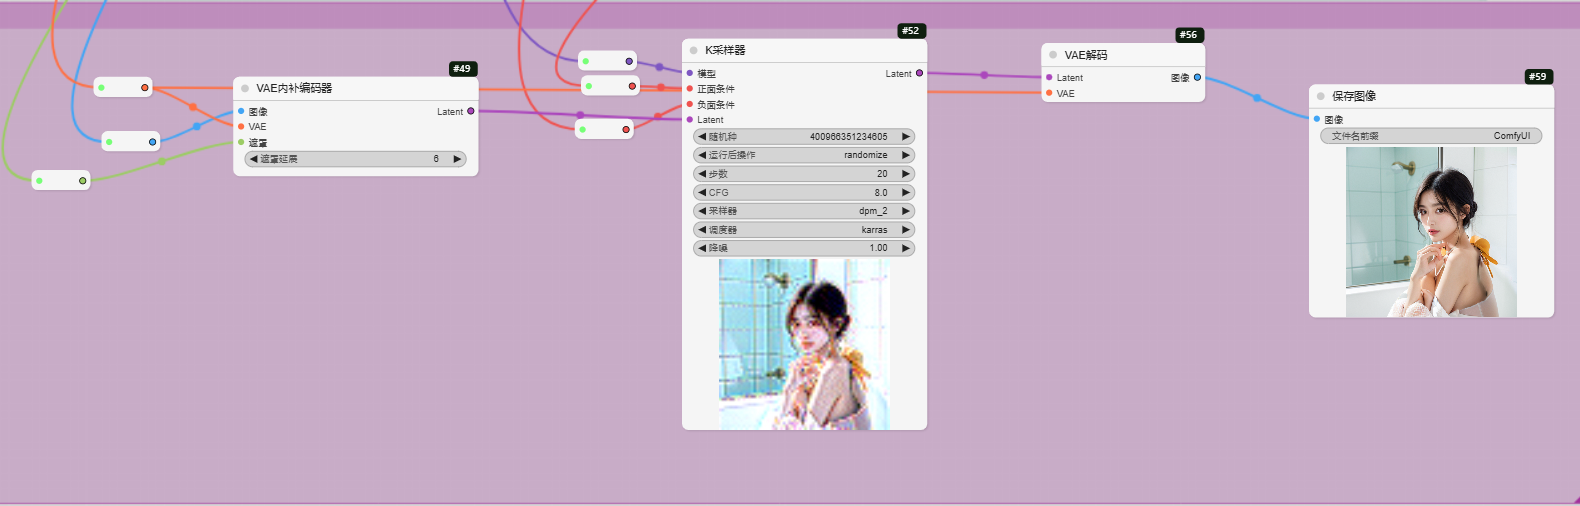 #49
VAE内补编码器
图像 Latent
VAE
遮罩
遮罩延展 6
#52
K采样器
模型 Latent
正面条件
负面条件
Latent
随机种 400966351234605
运行后操作 randomize
步数 20
CFG 8.0
采样器 dpm_2
调度器 karras
降噪 1.00
#56
VAE解码
Latent 图像
VAE
#59
保存图像
图像
文件名前缀 ComfyUI